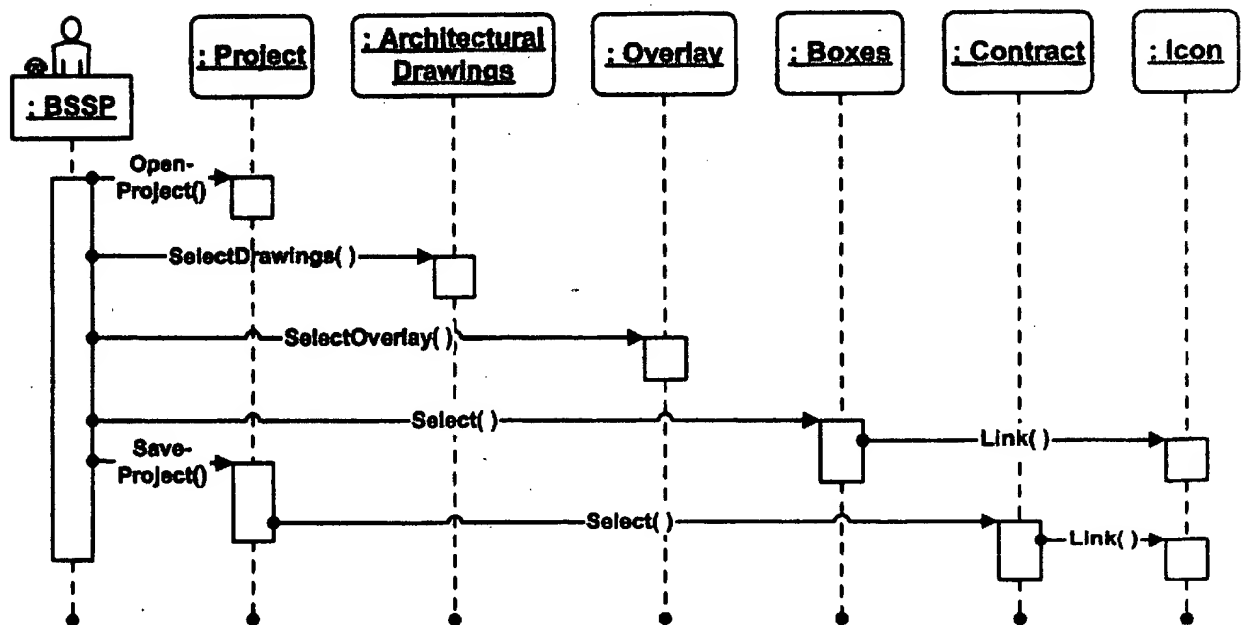 : BSSP
: Project
: Architectural
Drawings
: Overlay
: Boxes
: Contract
: Icon
Open-
Project()
SelectDrawings( )
SelectOverlay( )
Select( )
Link( )
Save-
Project()
Select( )
Link( )